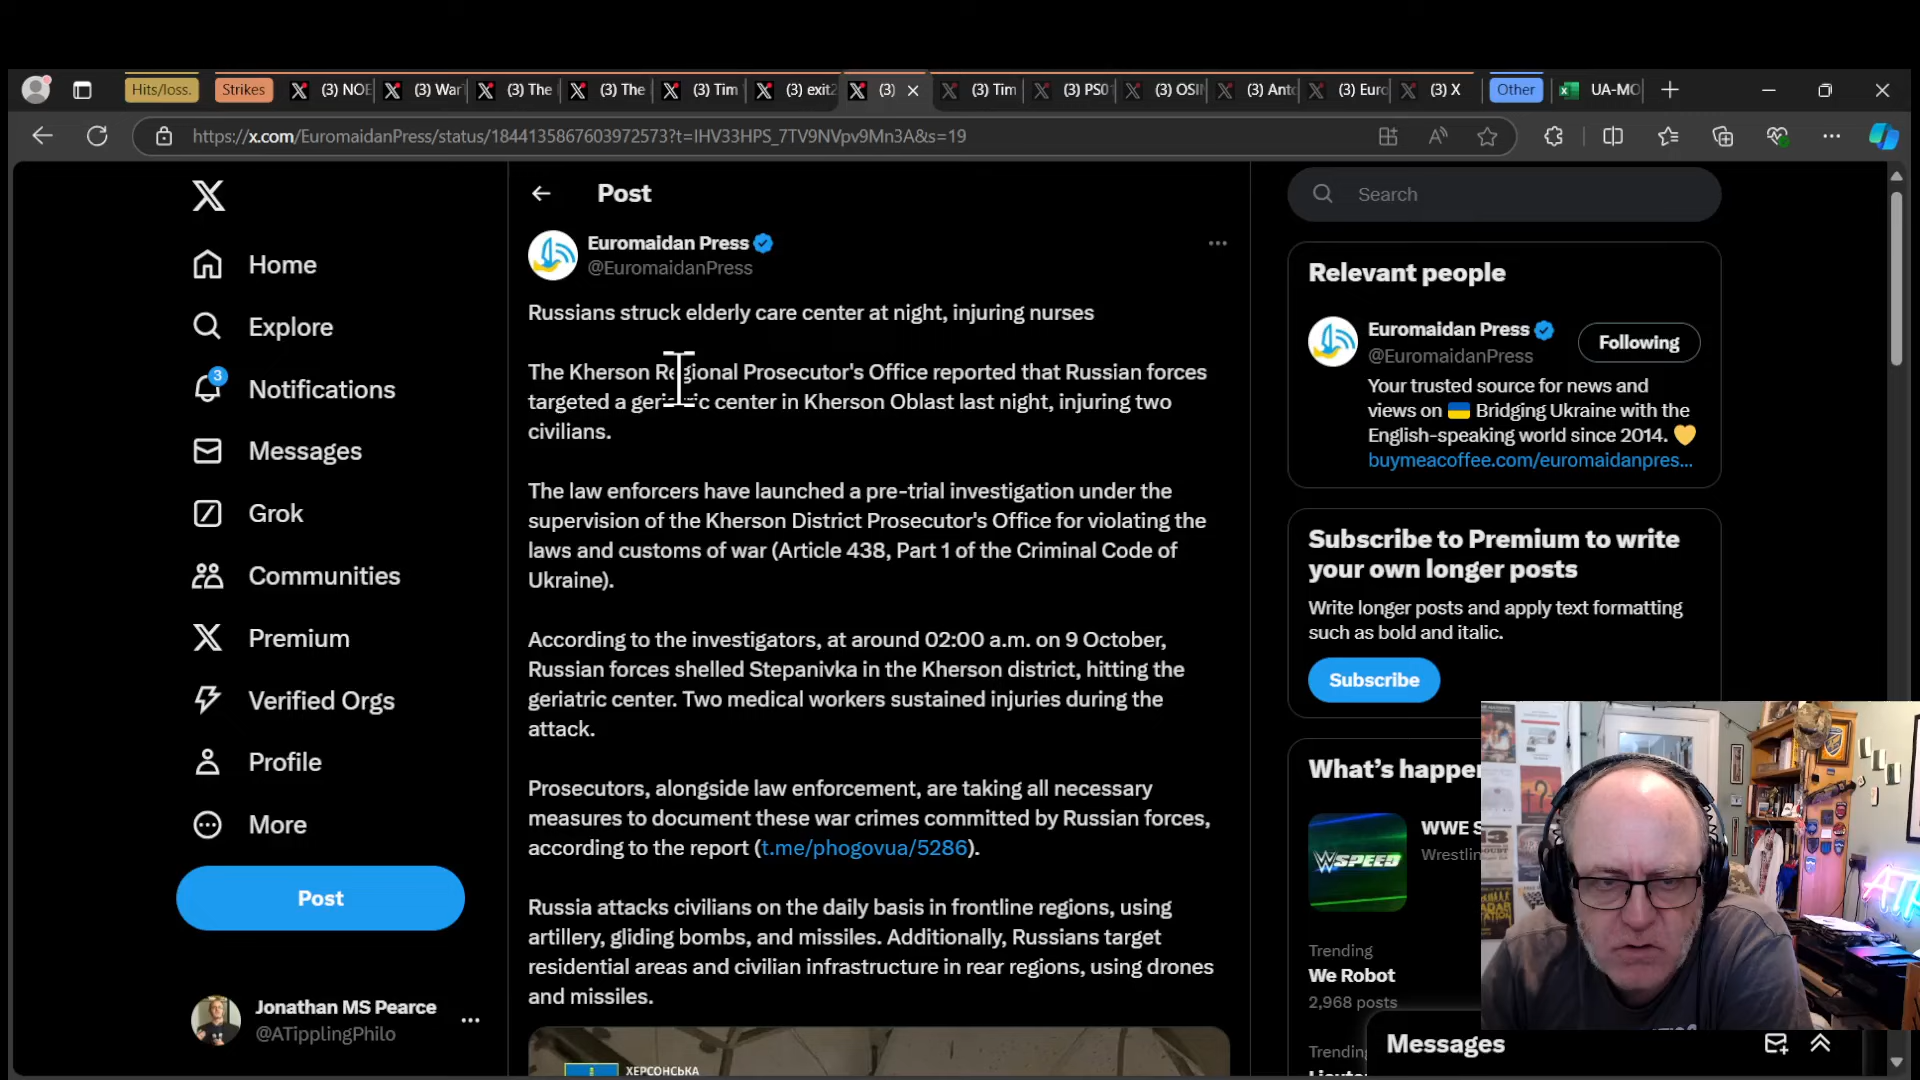 Hits/loss.
Strikes
(3) NOE
(3) War
(3) The
(3) The
(3) Tim
(3) exit2
(3)
(3) Tim
(3) PS01
(3) OSIN
(3) Anto
(3) Euro
(3) X
Other
UA-MO
https://x.com/EuromaidanPress/status/1844135867603972573?t=IHV33HPS_7TV9NVpv9Mn3A&s=19
Home
Explore
3
Notifications
Messages
Grok
Communities
Premium
Verified Orgs
Profile
More
Post
Jonathan MS Pearce
@ATipplingPhilo
Post
Euromaidan Press
@EuromaidanPress
Russians struck elderly care center at night, injuring nurses
The Kherson Regional Prosecutor's Office reported that Russian forces
targeted a geriatric center in Kherson Oblast last night, injuring two
civilians.
The law enforcers have launched a pre-trial investigation under the
supervision of the Kherson District Prosecutor's Office for violating the
laws and customs of war (Article 438, Part 1 of the Criminal Code of
Ukraine).
According to the investigators, at around 02:00 a.m. on 9 October,
Russian forces shelled Stepanivka in the Kherson district, hitting the
geriatric center. Two medical workers sustained injuries during the
attack.
Prosecutors, alongside law enforcement, are taking all necessary
measures to document these war crimes committed by Russian forces,
according to the report (t.me/phogovua/5286).
Russia attacks civilians on the daily basis in frontline regions, using
artillery, gliding bombs, and missiles. Additionally, Russians target
residential areas and civilian infrastructure in rear regions, using drones
and missiles.
ХЕРСОНСЬКА
Search
Relevant people
Euromaidan Press
@EuromaidanPress
Following
Your trusted source for news and
views on 🇺🇦 Bridging Ukraine with the
English-speaking world since 2014. 💛
buymeacoffee.com/euromaidanpres...
Subscribe to Premium to write
your own longer posts
Write longer posts and apply text formatting
such as bold and italic.
Subscribe
What's happe
WSPEED
WWE S
Wrestlin
Trending
We Robot
2,968 posts
Trendin
Messages